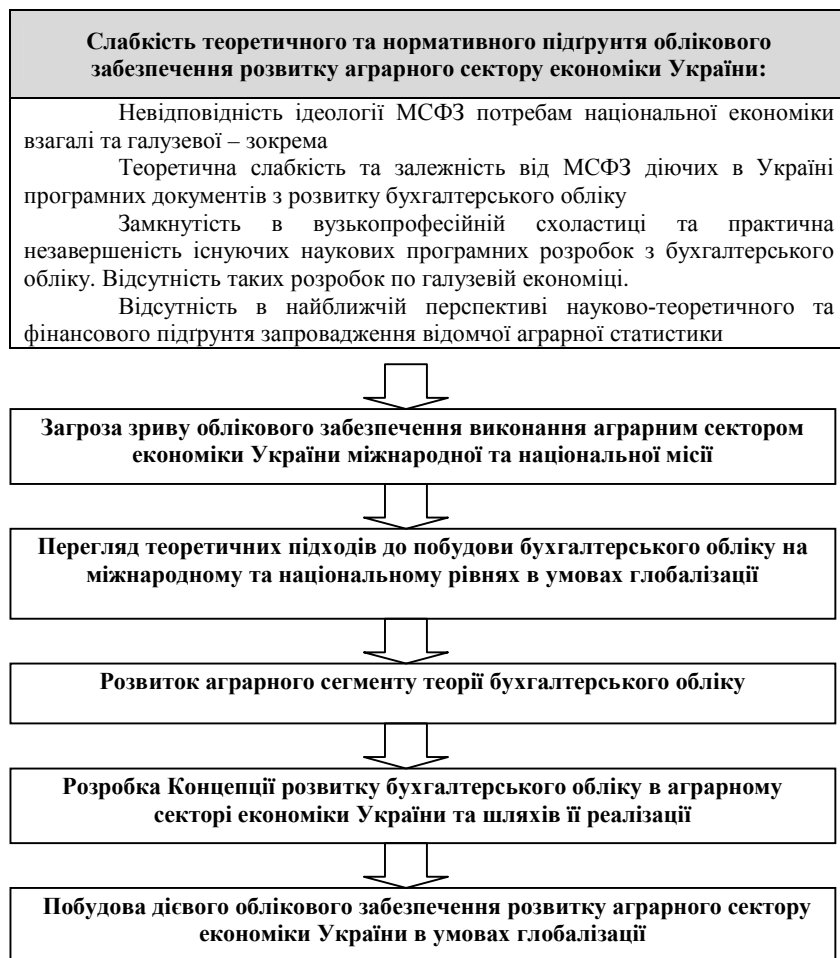 Слабкість теоретичного та нормативного підґрунтя облікового
забезпечення розвитку аграрного сектору економіки України:
Невідповідність ідеології МСФЗ потребам національної економіки
взагалі та галузевої – зокрема
Теоретична слабкість та залежність від МСФЗ діючих в Україні
програмних документів з розвитку бухгалтерського обліку
Замкнутість в вузькопрофесійній схоластиці та практична
незавершеність існуючих наукових програмних розробок з бухгалтерського
обліку. Відсутність таких розробок по галузевій економіці.
Відсутність в найближчій перспективі науково-теоретичного та
фінансового підґрунтя запровадження відомчої аграрної статистики
Загроза зриву облікового забезпечення виконання аграрним сектором
економіки України міжнародної та національної місії
Перегляд теоретичних підходів до побудови бухгалтерського обліку на
міжнародному та національному рівнях в умовах глобалізації
Розвиток аграрного сегменту теорії бухгалтерського обліку
Розробка Концепції розвитку бухгалтерського обліку в аграрному
секторі економіки України та шляхів її реалізації
Побудова дієвого облікового забезпечення розвитку аграрного сектору
економіки України в умовах глобалізації